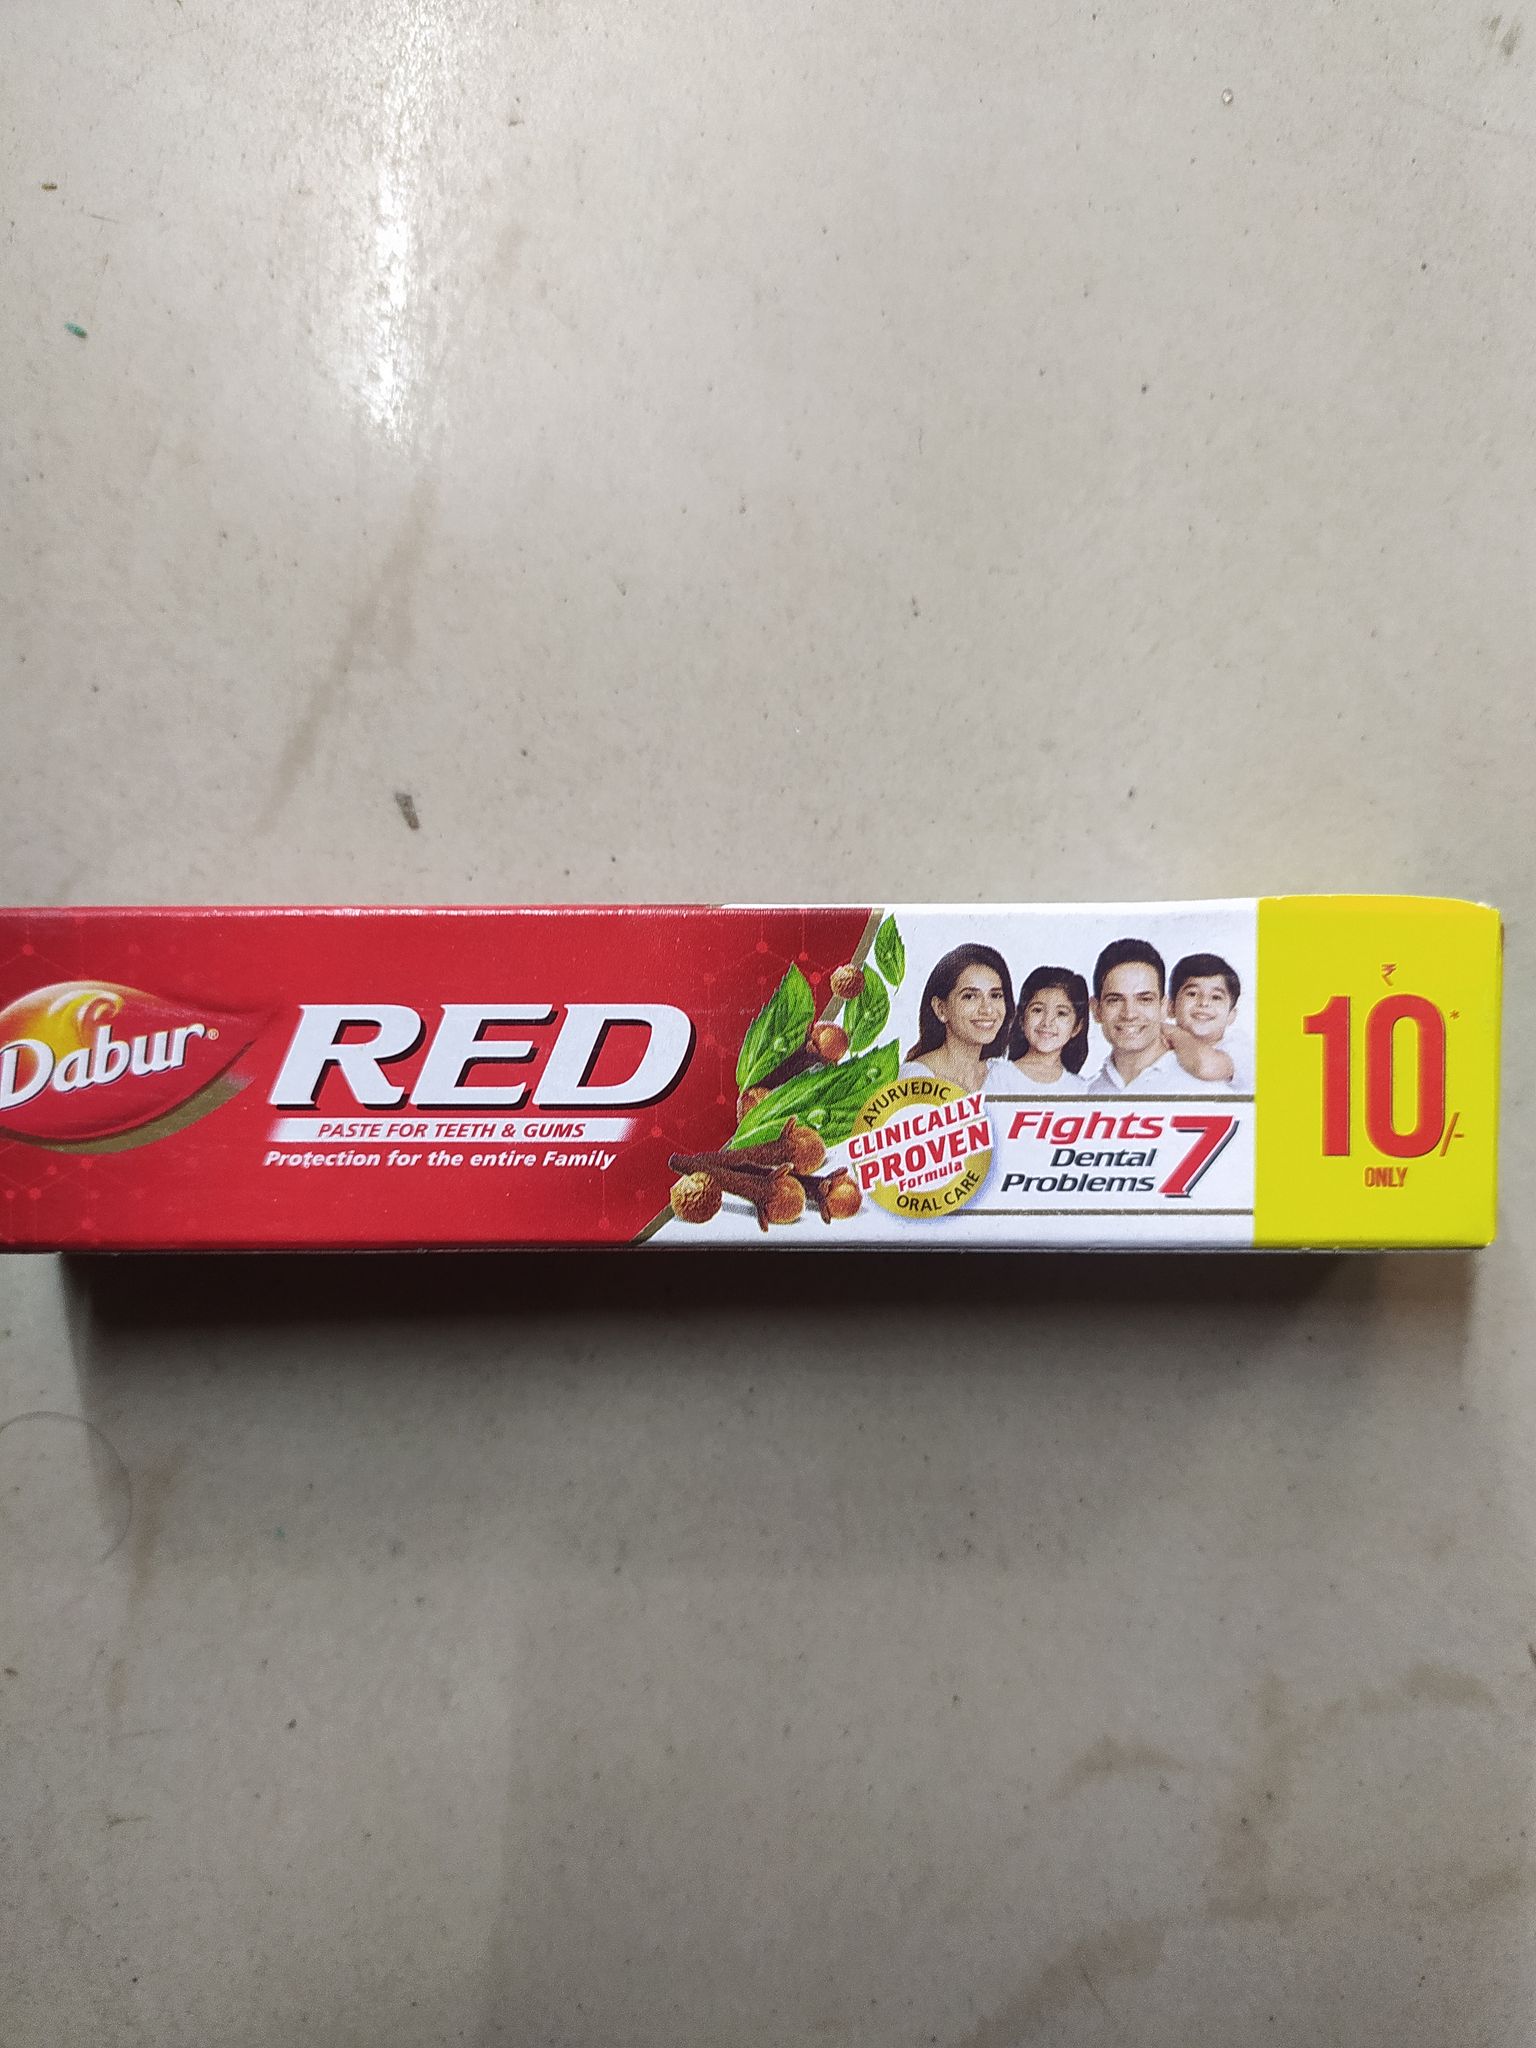 Dabur®
RED
PASTE FOR TEETH & GUMS
Protection for the entire Family
AYURVEDIC
CLINICALLY
PROVEN
Formula
ORAL CARE
Fights 7
Dental
Problems
₹
10*/-
ONLY